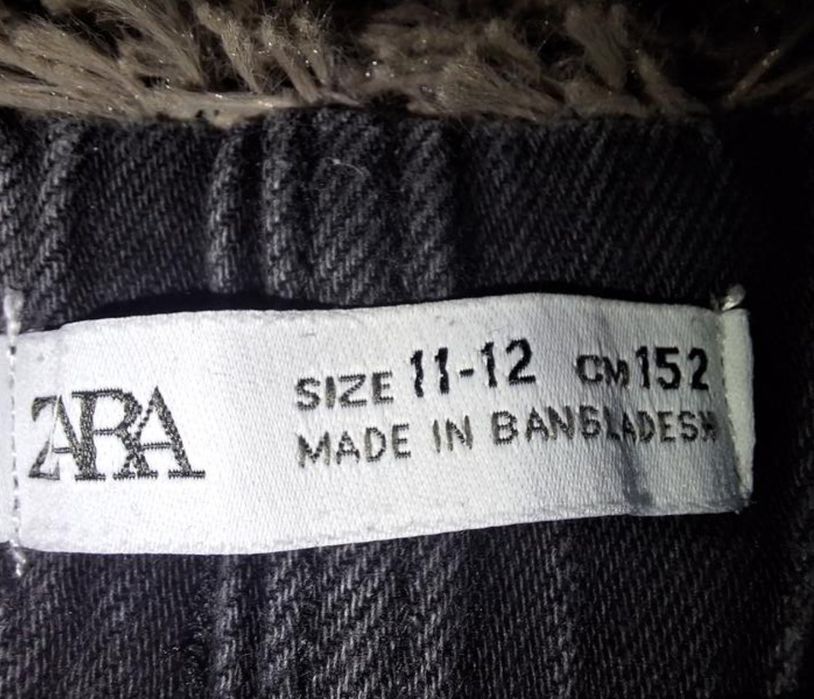 ZARA
SIZE 11-12 CM 152
MADE IN BANGLADESH